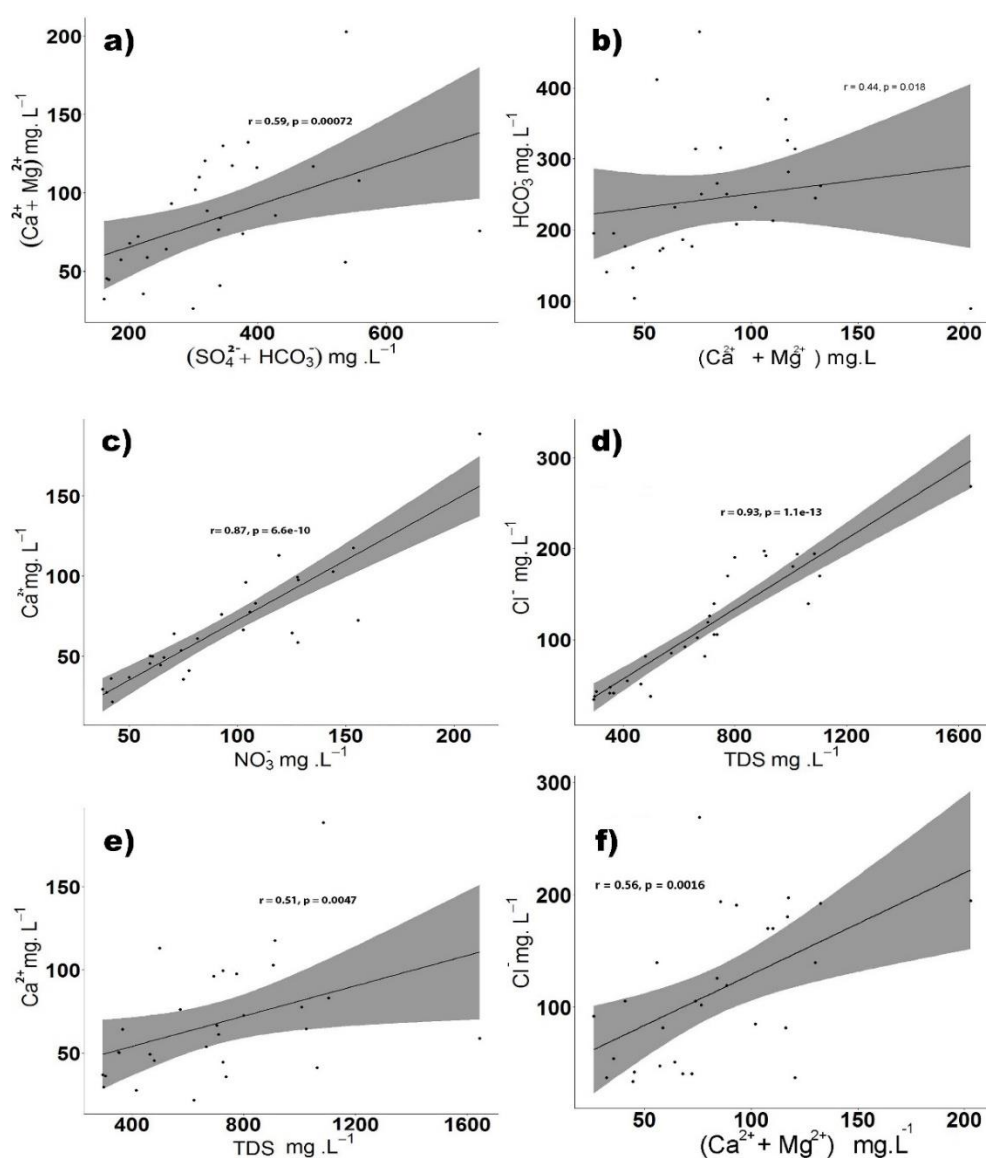 a)
(Ca²⁺ + Mg²⁺) mg. L⁻¹
200
150
100
50
r = 0.59, p = 0.00072
200 400 600
(SO₄²⁻ + HCO₃⁻) mg .L⁻¹
b)
HCO₃⁻ mg. L⁻¹
400
300
200
100
r = 0.44, p = 0.018
50 100 150 200
(Ca²⁺ + Mg²⁺) mg.L
c)
Ca²⁺ mg. L⁻¹
150
100
50
r= 0.87, p = 6.6e-10
50 100 150 200
NO₃⁻ mg .L⁻¹
d)
Cl⁻ mg. L⁻¹
300
200
100
r = 0.93, p = 1.1e-13
400 800 1200 1600
TDS mg .L⁻¹
e)
Ca²⁺ mg. L⁻¹
150
100
50
r = 0.51, p = 0.0047
400 800 1200 1600
TDS mg .L⁻¹
f)
Cl⁻ mg. L⁻¹
300
200
100
r = 0.56, p = 0.0016
50 100 150 200
(Ca²⁺ + Mg²⁺) mg.L⁻¹